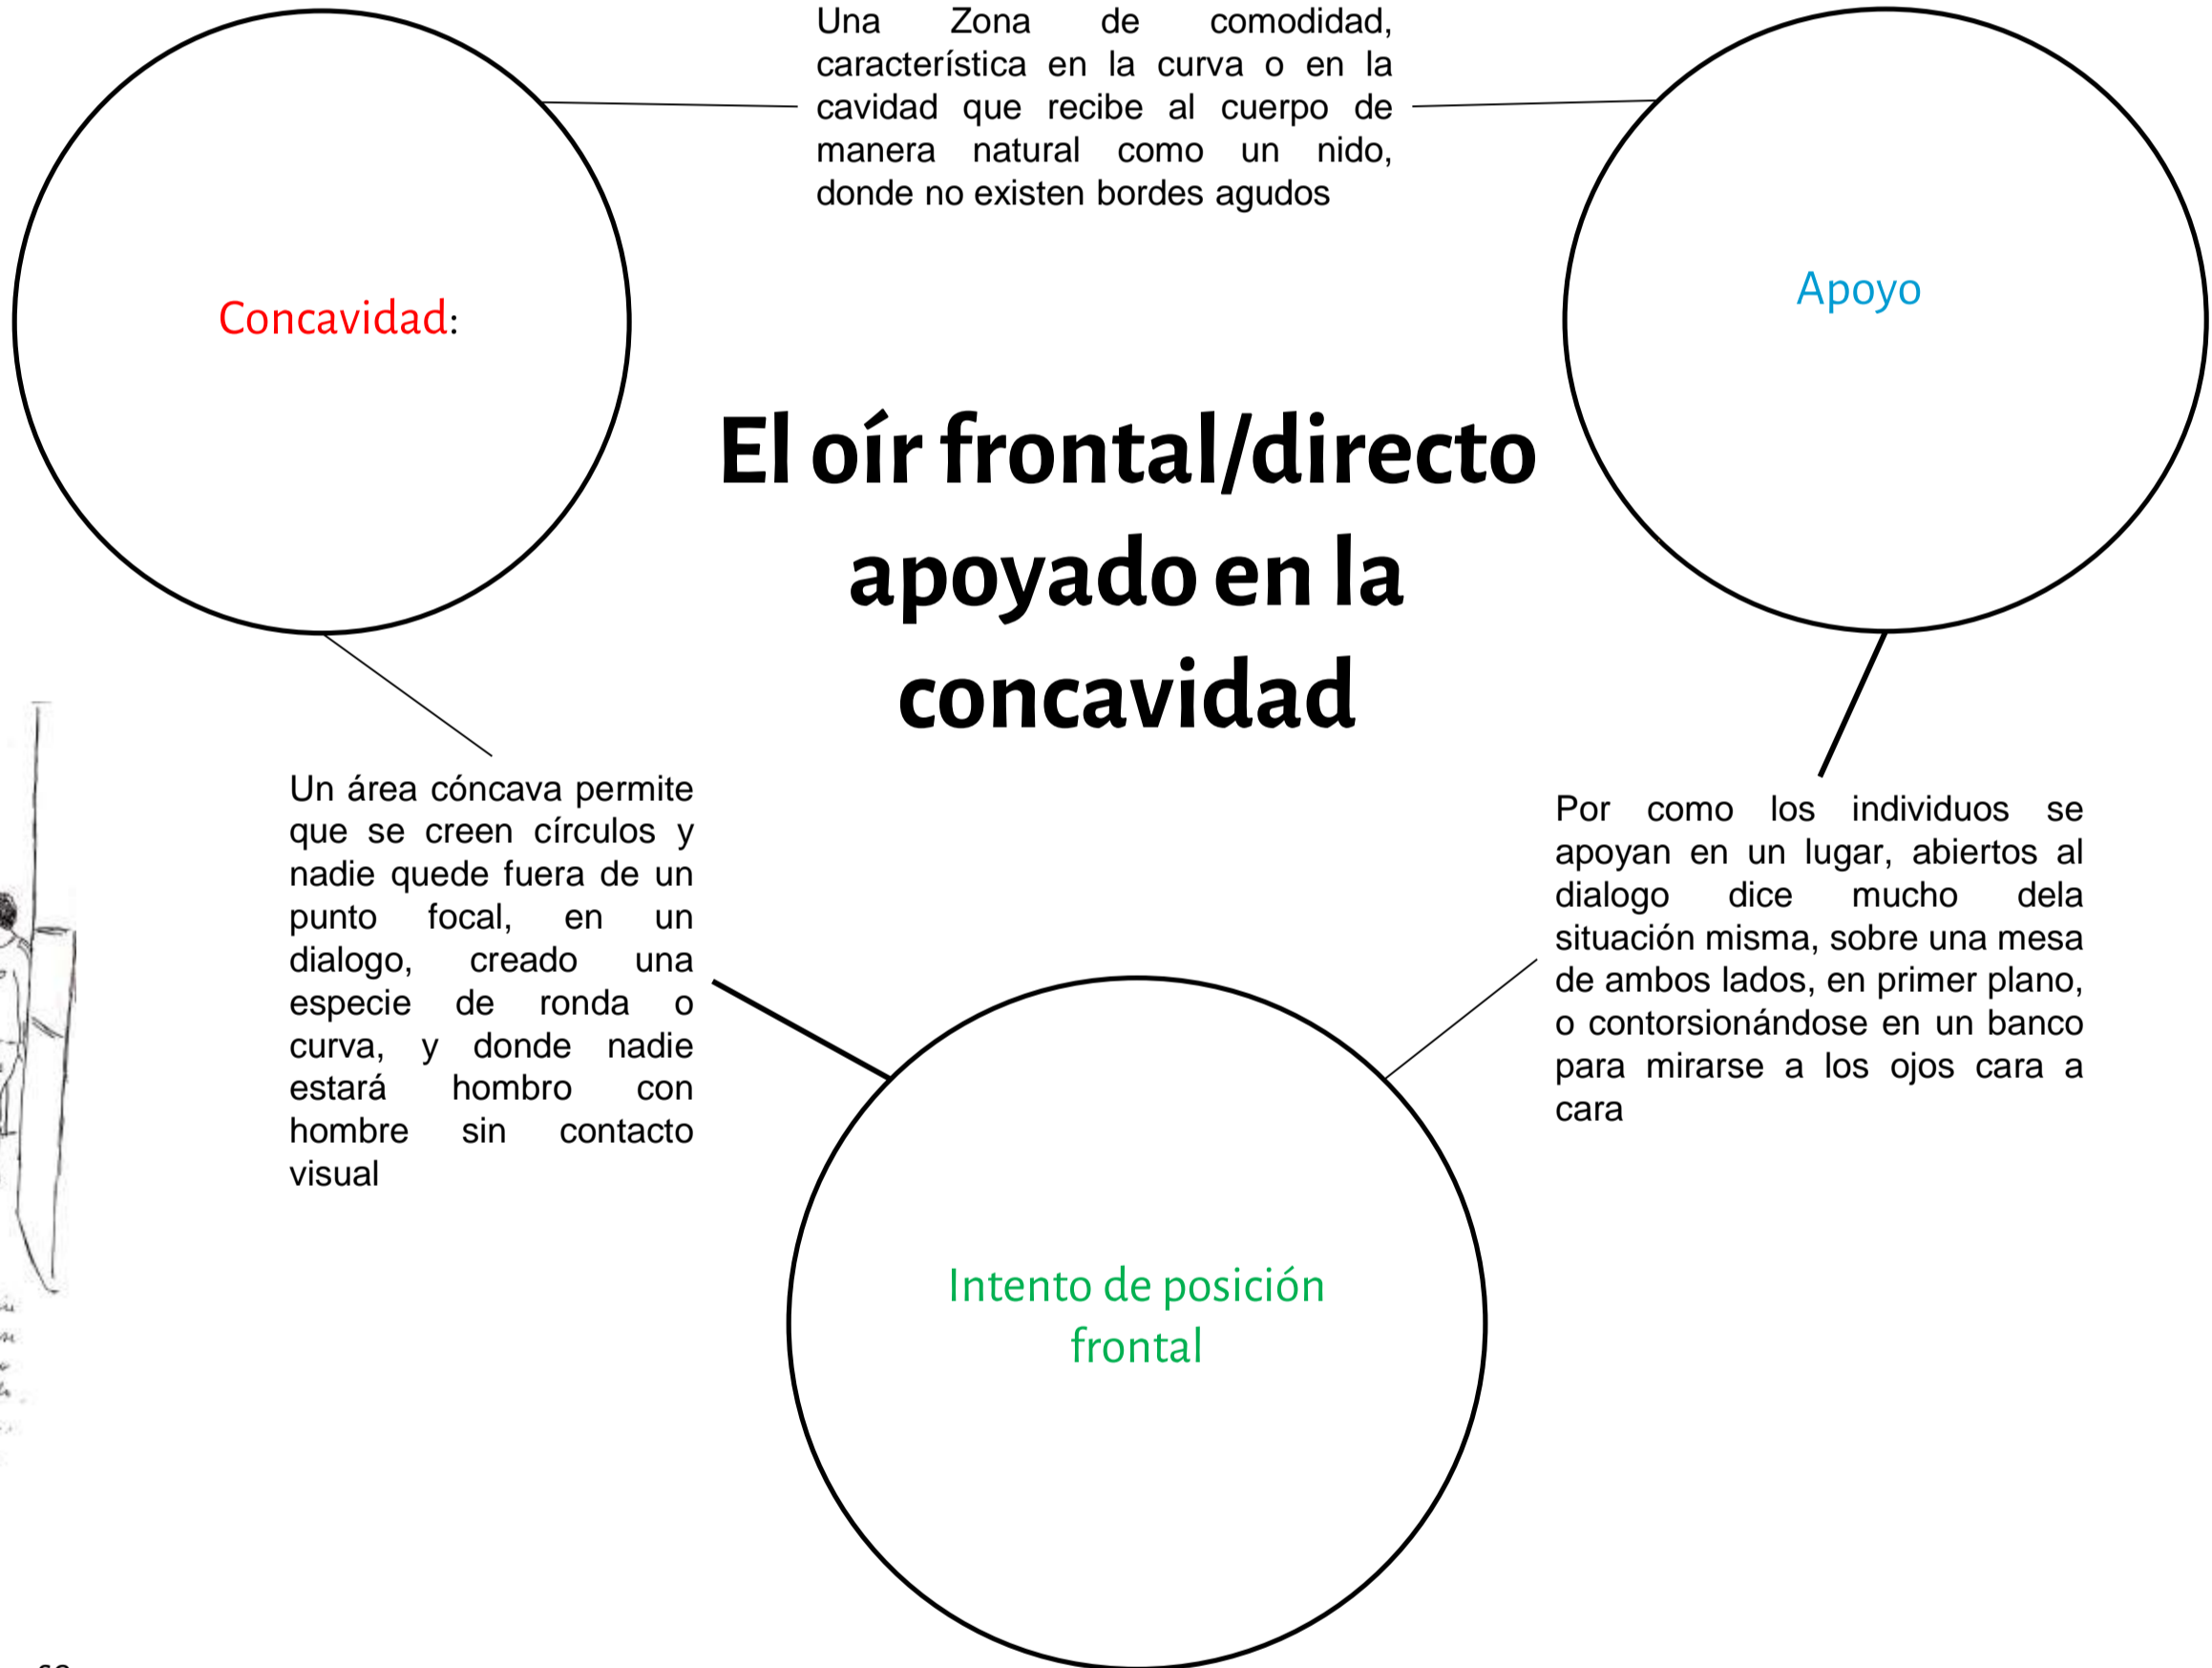 Una Zona de comodidad,
característica en la curva o en la
cavidad que recibe al cuerpo de
manera natural como un nido,
donde no existen bordes agudos
Concavidad:
Apoyo
El oír frontal/directo
apoyado en la
concavidad
Un área cóncava permite
que se creen círculos y
nadie quede fuera de un
punto focal, en un
dialogo, creado una
especie de ronda o
curva, y donde nadie
estará hombro con
hombre sin contacto
visual
Por como los individuos se
apoyan en un lugar, abiertos al
dialogo dice mucho dela
situación misma, sobre una mesa
de ambos lados, en primer plano,
o contorsionándose en un banco
para mirarse a los ojos cara a
cara
Intento de posición
frontal